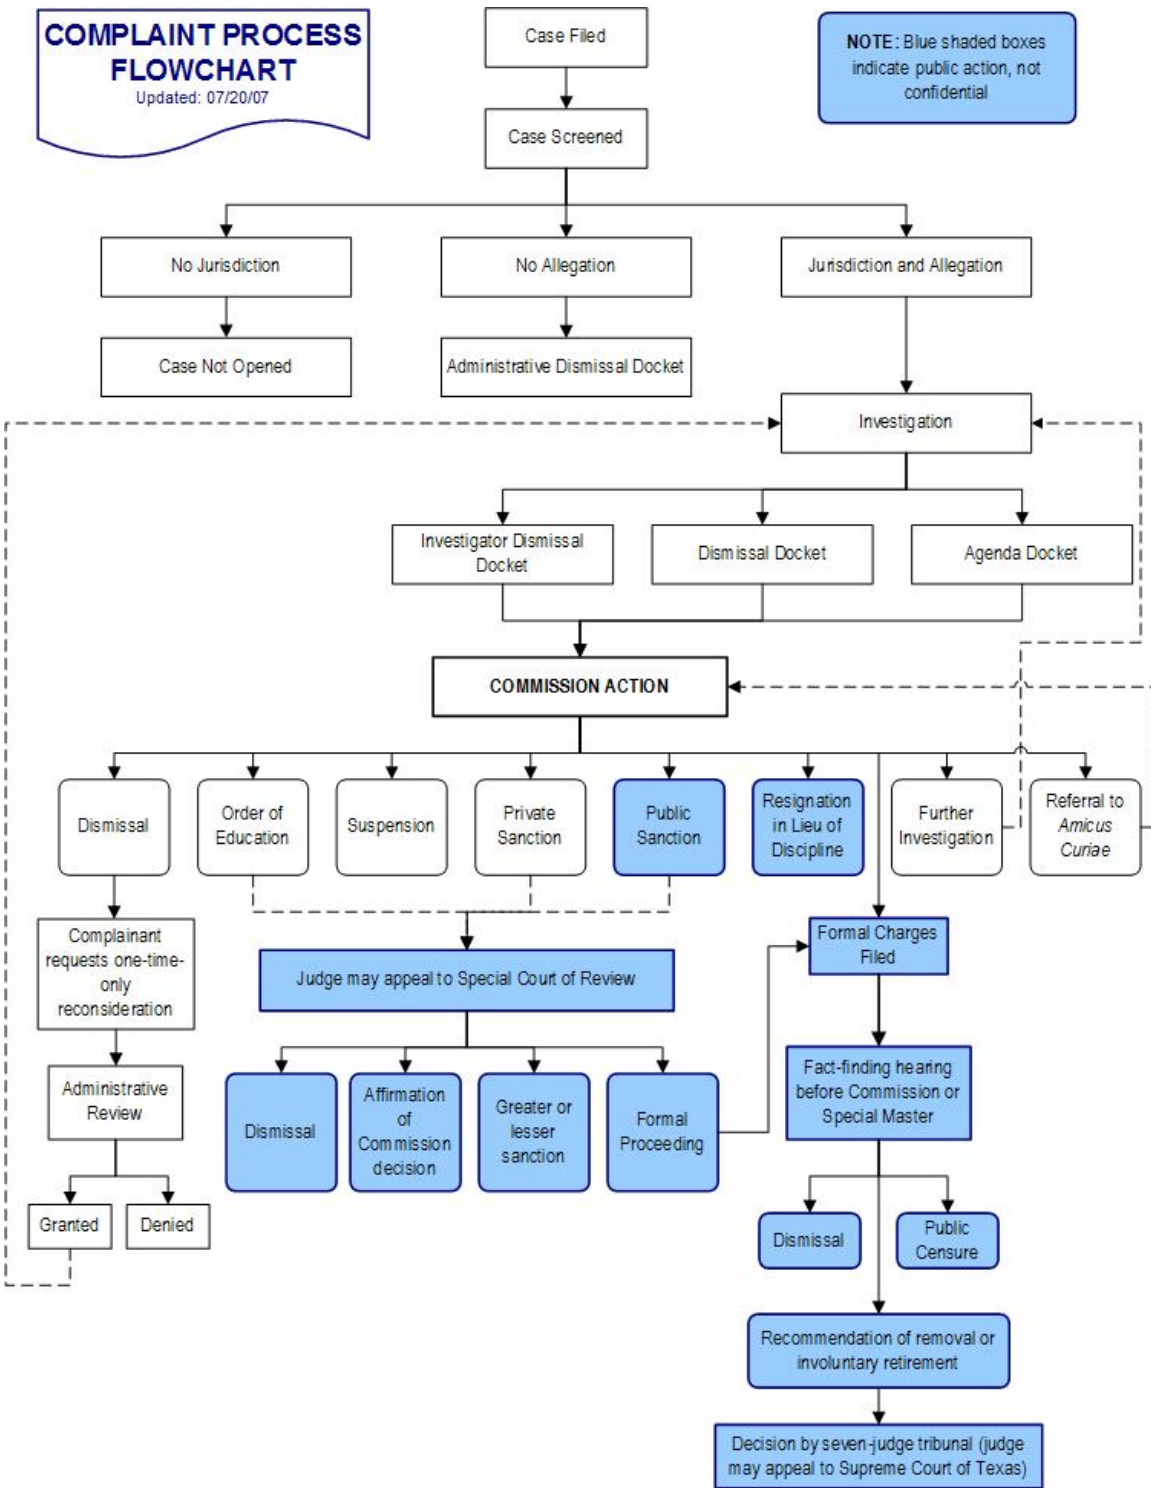 COMPLAINT PROCESS
FLOWCHART
Updated: 07/20/07
Case Filed
NOTE: Blue shaded boxes
indicate public action, not
confidential
Case Screened
No Jurisdiction
No Allegation
Jurisdiction and Allegation
Case Not Opened
Administrative Dismissal Docket
Investigation
Investigator Dismissal
Docket
Dismissal Docket
Agenda Docket
COMMISSION ACTION
Dismissal
Order of
Education
Suspension
Private
Sanction
Public
Sanction
Resignation
in Lieu of
Discipline
Further
Investigation
Referral to
Amicus
Curiae
Complainant
requests one-time-
only
reconsideration
Judge may appeal to Special Court of Review
Formal Charges
Filed
Administrative
Review
Dismissal
Affirmation
of
Commission
decision
Greater or
lesser
sanction
Formal
Proceeding
Fact-finding hearing
before Commission or
Special Master
Granted
Denied
Dismissal
Public
Censure
Recommendation of removal or
involuntary retirement
Decision by seven-judge tribunal (judge
may appeal to Supreme Court of Texas)